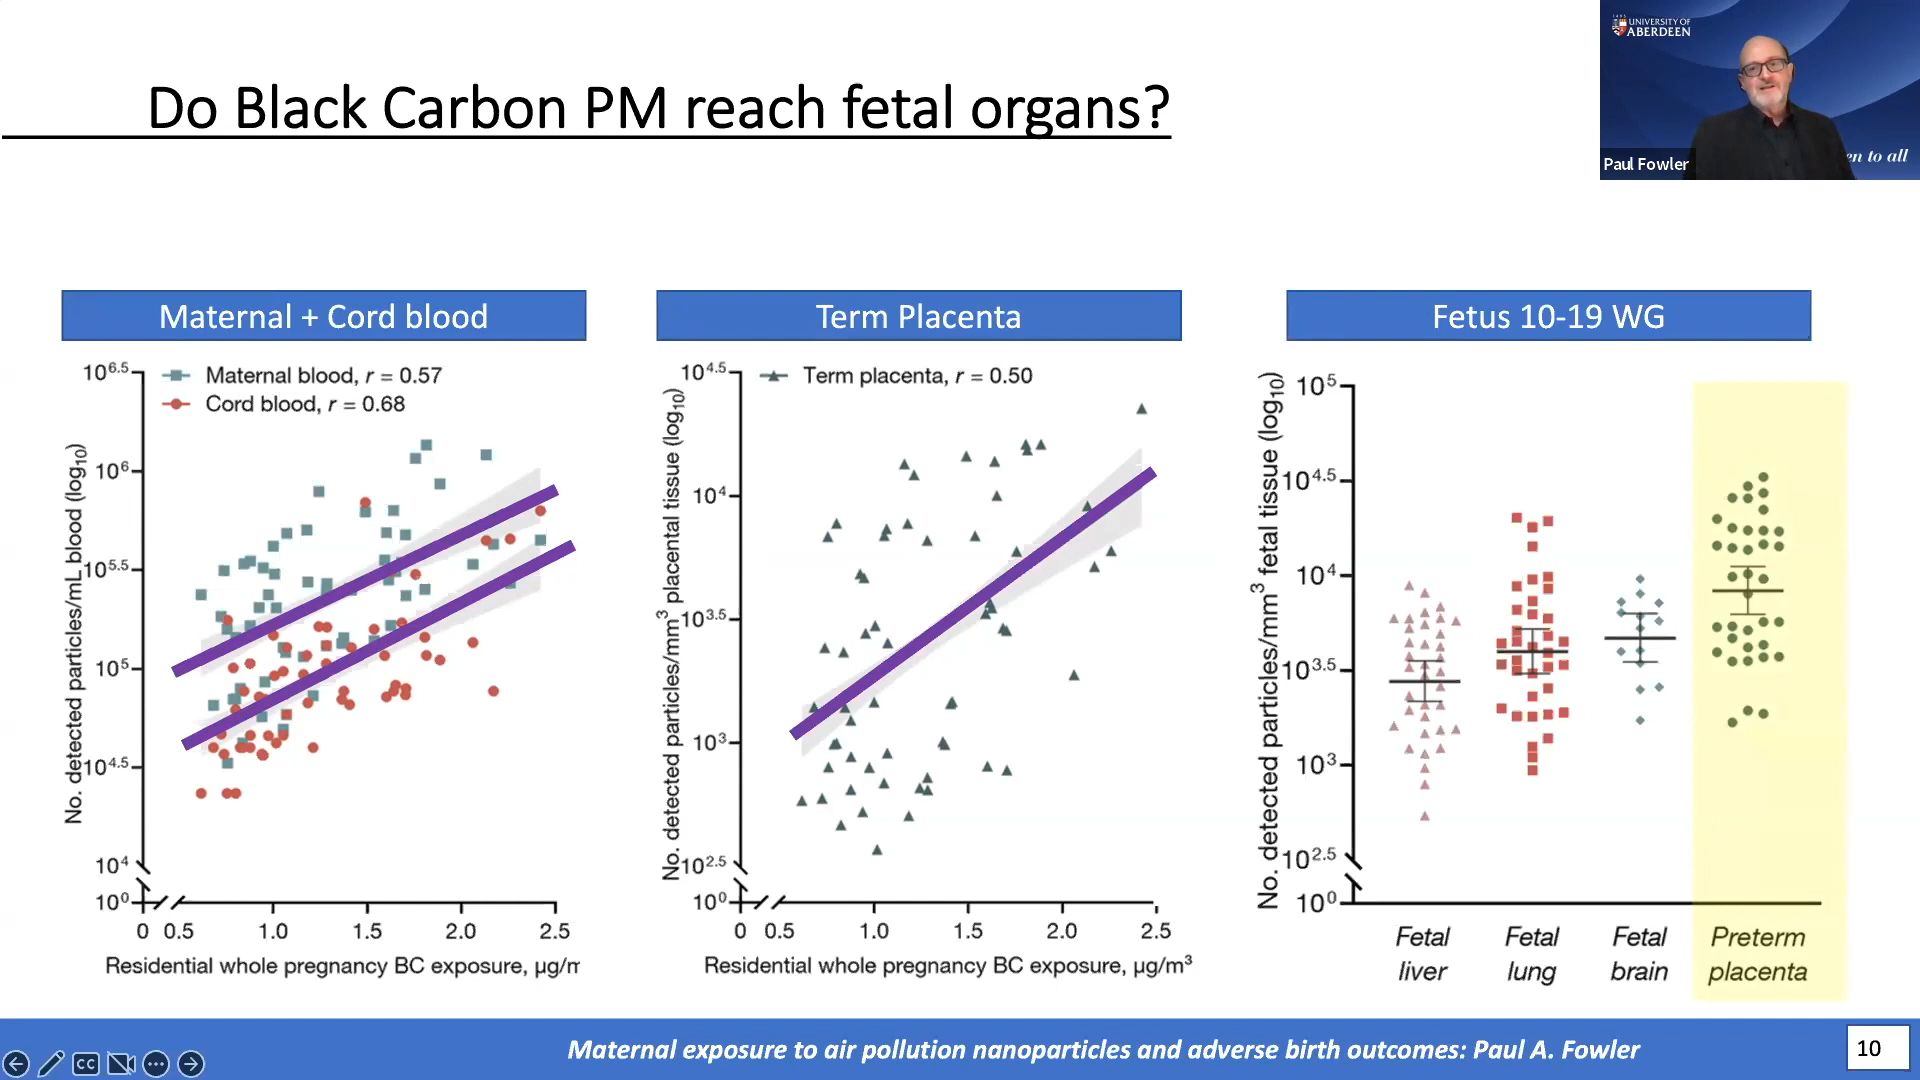 1495
UNIVERSITY OF
ABERDEEN
en to all
Paul Fowler
Do Black Carbon PM reach fetal organs?
Maternal + Cord blood
Maternal blood, r = 0.57
Cord blood, r = 0.68
No. detected particles/mL blood (log10)
10^6.5
10^6
10^5.5
10^5
10^4.5
10^4
10^0
0 0.5 1.0 1.5 2.0 2.5
Residential whole pregnancy BC exposure, µg/m
Term Placenta
Term placenta, r = 0.50
No. detected particles/mm³ placental tissue (log10)
10^4.5
10^4
10^3.5
10^3
10^2.5
10^0
0 0.5 1.0 1.5 2.0 2.5
Residential whole pregnancy BC exposure, µg/m³
Fetus 10-19 WG
No. detected particles/mm³ fetal tissue (log10)
10^5
10^4.5
10^4
10^3.5
10^3
10^2.5
10^0
Fetal liver
Fetal lung
Fetal brain
Preterm placenta
CC
Maternal exposure to air pollution nanoparticles and adverse birth outcomes: Paul A. Fowler
10